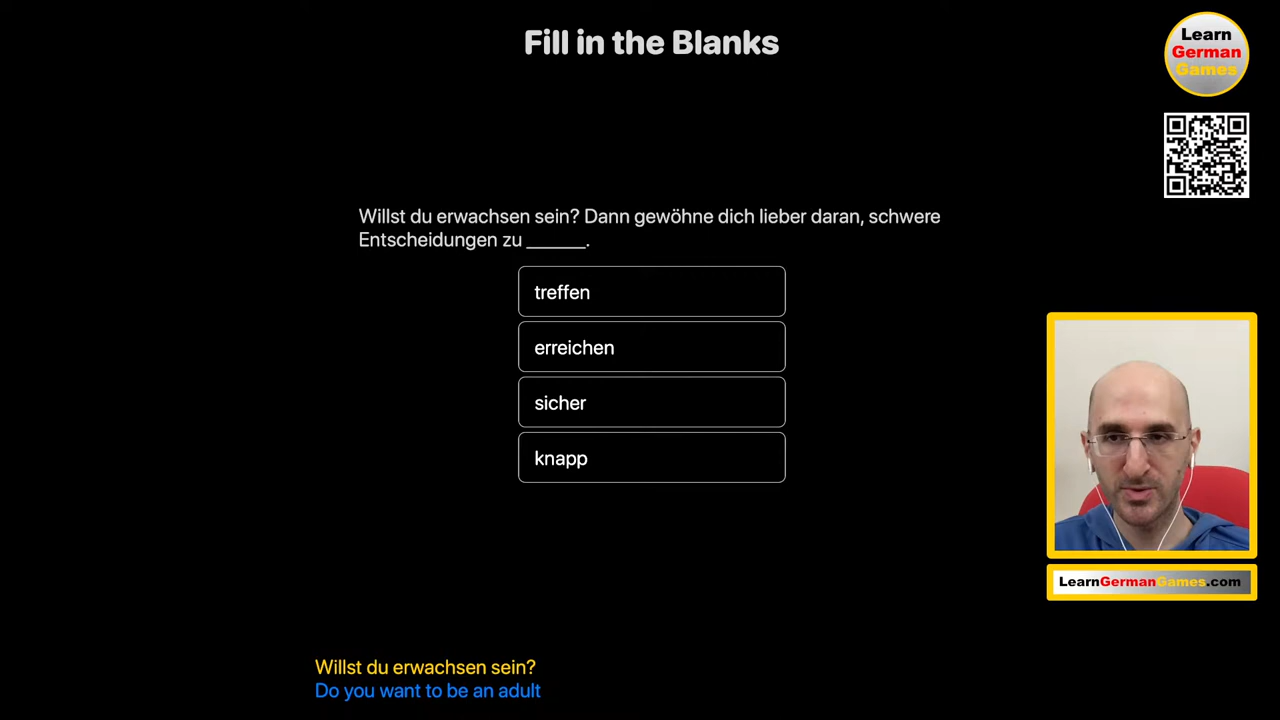 Fill in the Blanks
Learn
German
Games
Willst du erwachsen sein? Dann gewöhne dich lieber daran, schwere
Entscheidungen zu ______.
treffen
erreichen
sicher
knapp
LearnGermanGames.com
Willst du erwachsen sein?
Do you want to be an adult